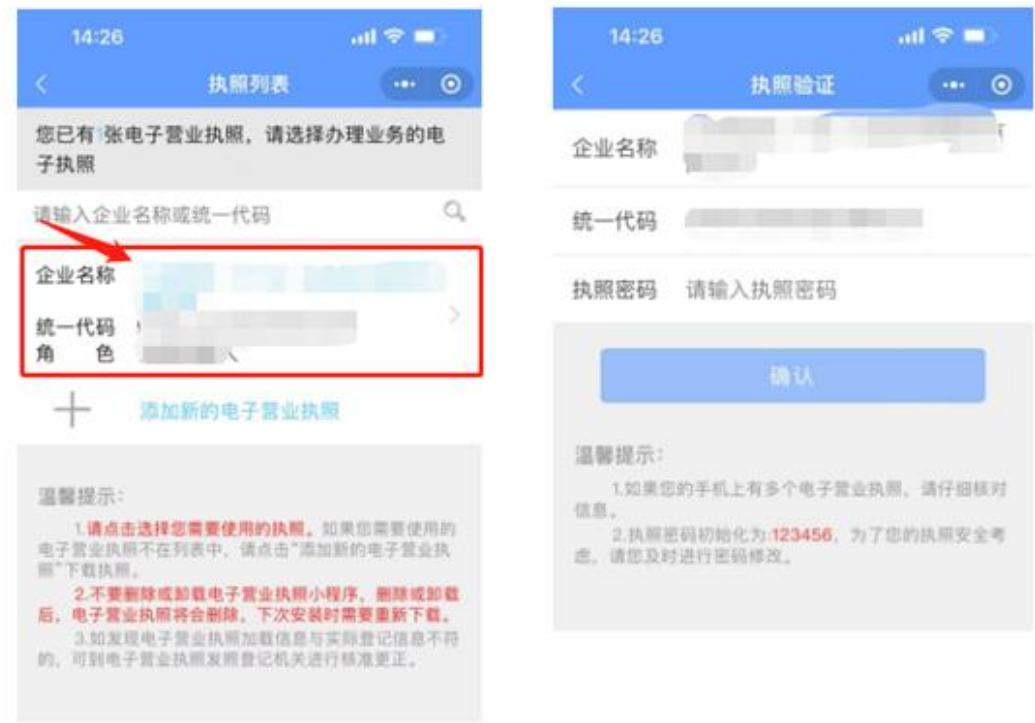 14:26
执照列表
您已有1张电子营业执照，请选择办理业务的电
子执照
请输入企业名称或统一代码
企业名称
统一代码
角 色
添加新的电子营业执照
温馨提示：
1.请点击选择您需要使用的执照。如果您需要使用的
电子营业执照不在列表中，请点击“添加新的电子营业执
照”下载执照。
2.不要删除或卸载电子营业执照小程序，删除或卸载
后，电子营业执照将会删除，下次安装时需要重新下载。
3.如发现电子营业执照加载信息与实际登记信息不符
的，可到电子营业执照发照登记机关进行核准更正。
14:26
执照验证
企业名称
统一代码
执照密码 请输入执照密码
确认
温馨提示：
1.如果您的手机上有多个电子营业执照，请仔细核对
信息。
2.执照密码初始化为:123456，为了您的执照安全考
虑，请您及时进行密码修改。